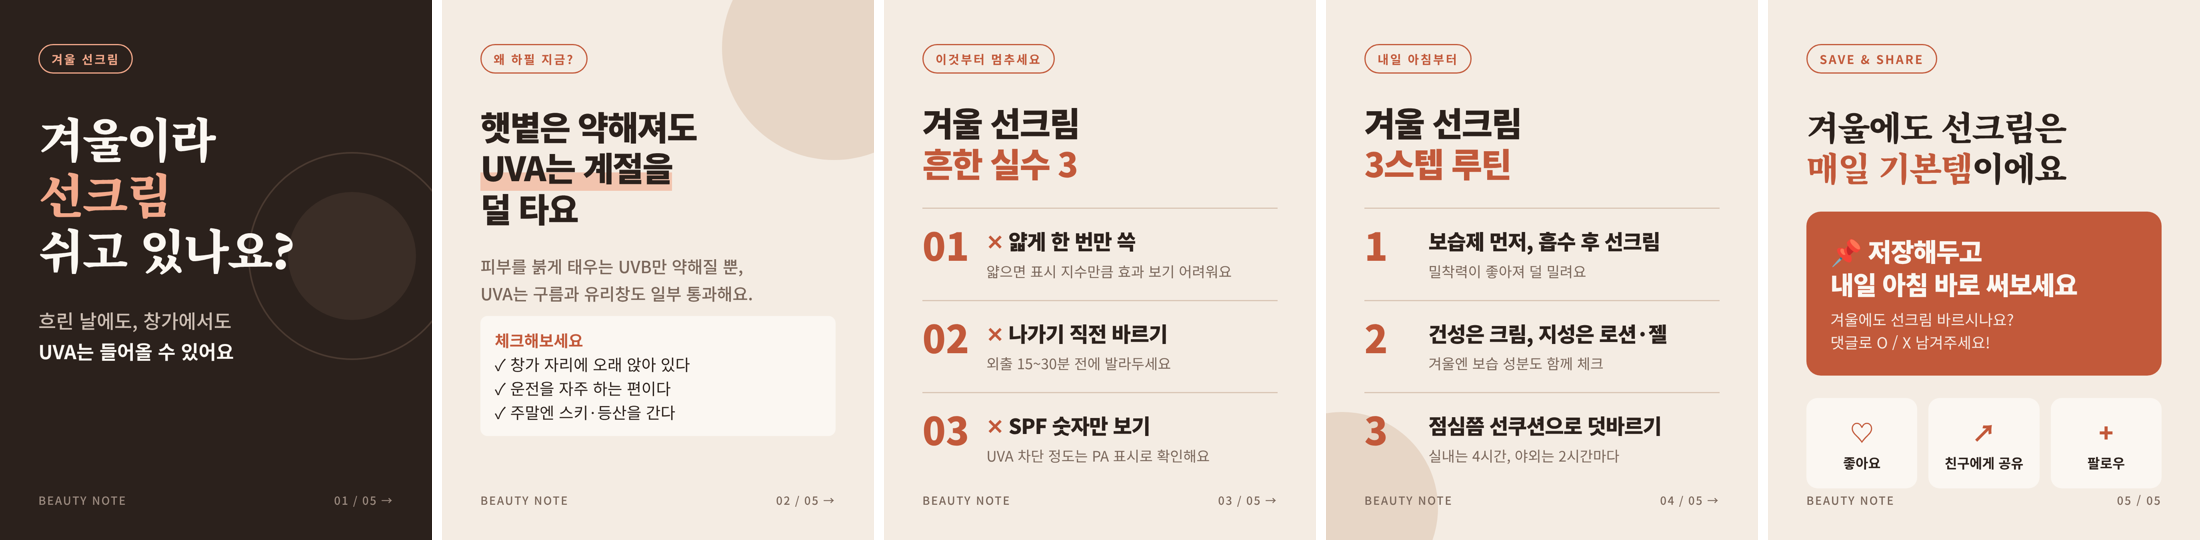 겨울 선크림
겨울이라
선크림
쉬고 있나요?
흐린 날에도, 창가에서도
UVA는 들어올 수 있어요
BEAUTY NOTE
01 / 05 →
왜 하필 지금?
햇볕은 약해져도
UVA는 계절을
덜 타요
피부를 붉게 태우는 UVB만 약해질 뿐,
UVA는 구름과 유리창도 일부 통과해요.
체크해보세요
✓ 창가 자리에 오래 앉아 있다
✓ 운전을 자주 하는 편이다
✓ 주말엔 스키·등산을 간다
BEAUTY NOTE
02 / 05 →
이것부터 멈추세요
겨울 선크림
흔한 실수 3
01 × 얇게 한 번만 쓱
얇으면 표시 지수만큼 효과 보기 어려워요
02 × 나가기 직전 바르기
외출 15~30분 전에 발라두세요
03 × SPF 숫자만 보기
UVA 차단 정도는 PA 표시로 확인해요
BEAUTY NOTE
03 / 05 →
내일 아침부터
겨울 선크림
3스텝 루틴
1 보습제 먼저, 흡수 후 선크림
밀착력이 좋아져 덜 밀려요
2 건성은 크림, 지성은 로션·젤
겨울엔 보습 성분도 함께 체크
3 점심쯤 선쿠션으로 덧바르기
실내는 4시간, 야외는 2시간마다
BEAUTY NOTE
04 / 05 →
SAVE & SHARE
겨울에도 선크림은
매일 기본템이에요
📌 저장해두고
내일 아침 바로 써보세요
겨울에도 선크림 바르시나요?
댓글로 O / X 남겨주세요!
♡
좋아요
↗
친구에게 공유
+
팔로우
BEAUTY NOTE
05 / 05